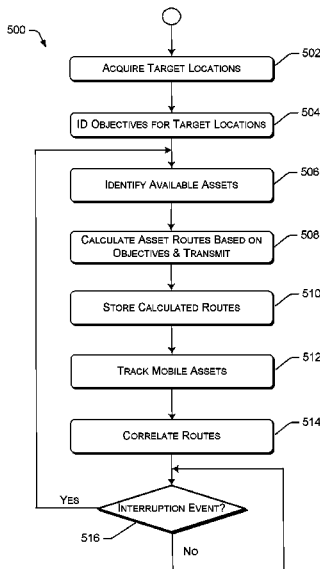 500
ACQUIRE TARGET LOCATIONS
502
ID OBJECTIVES FOR TARGET LOCATIONS
504
IDENTIFY AVAILABLE ASSETS
506
CALCULATE ASSET ROUTES BASED ON
OBJECTIVES & TRANSMIT
508
STORE CALCULATED ROUTES
510
TRACK MOBILE ASSETS
512
CORRELATE ROUTES
514
YES
INTERRUPTION EVENT?
516
NO